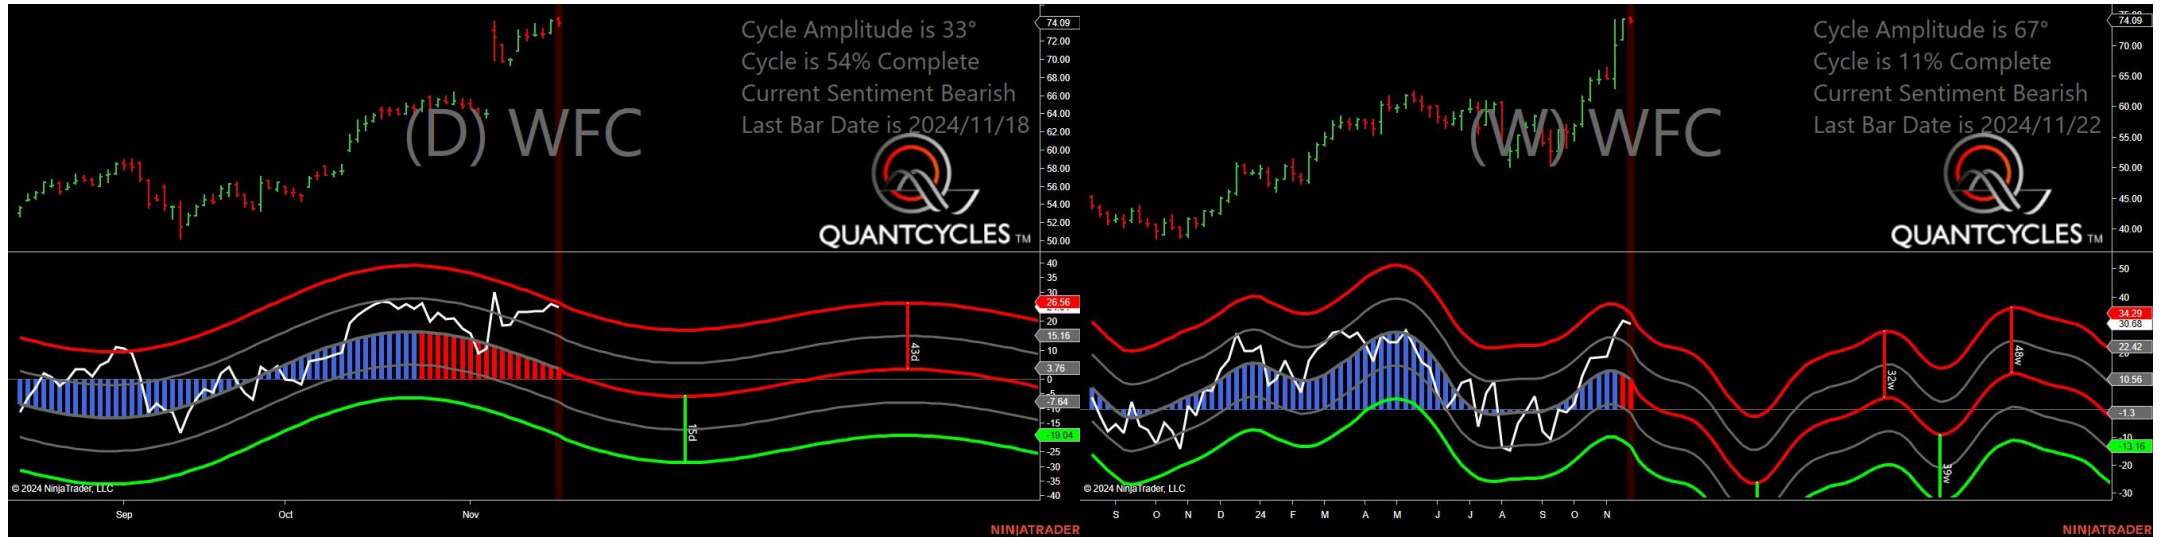 Cycle Amplitude is 33°
Cycle is 54% Complete
Current Sentiment Bearish
Last Bar Date is 2024/11/18
(D) WFC
QUANTCYCLES TM
74.09
72.00
70.00
68.00
66.00
64.00
62.00
60.00
58.00
56.00
54.00
52.00
50.00
40
35
30
26.56
20
15.16
10
3.76
0
-7.64
-10
-15
-19.04
-25
-30
-35
-40
43d
15d
© 2024 NinjaTrader, LLC
Sep Oct Nov
NINJATRADER
Cycle Amplitude is 67°
Cycle is 11% Complete
Current Sentiment Bearish
Last Bar Date is 2024/11/22
(W) WFC
QUANTCYCLES TM
75.00
74.09
70.00
65.00
60.00
55.00
50.00
45.00
40.00
50
40
34.29
30.68
22.42
20
10.56
-1.3
-10
-13.16
-20
-30
32w
48w
39w
© 2024 NinjaTrader, LLC
S O N D 24 F M A M J J A S O N
NINJATRADER